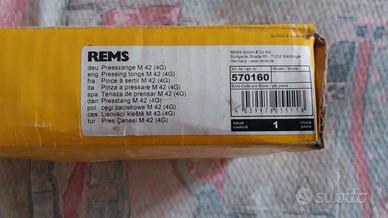 REMS
deu Presszange M 42 (4G)
eng Pressing tongs M 42 (4G)
fra Pince à sertir M 42 (4G)
ita Pinza a pressare M 42 (4G)
spa Tenaza de prensar M 42 (4G)
dan Presstang M 42 (4G)
pol cęgi zaciskowe M 42 (4G)
ces Lisovací kleště M 42 (4G)
tur Pres Çenesi M 42 (4G)
REMS GmbH & Co KG
Stuttgarter Straße 83 · 71332 Waiblingen
Germany
www.rems.de
570160
1
subito